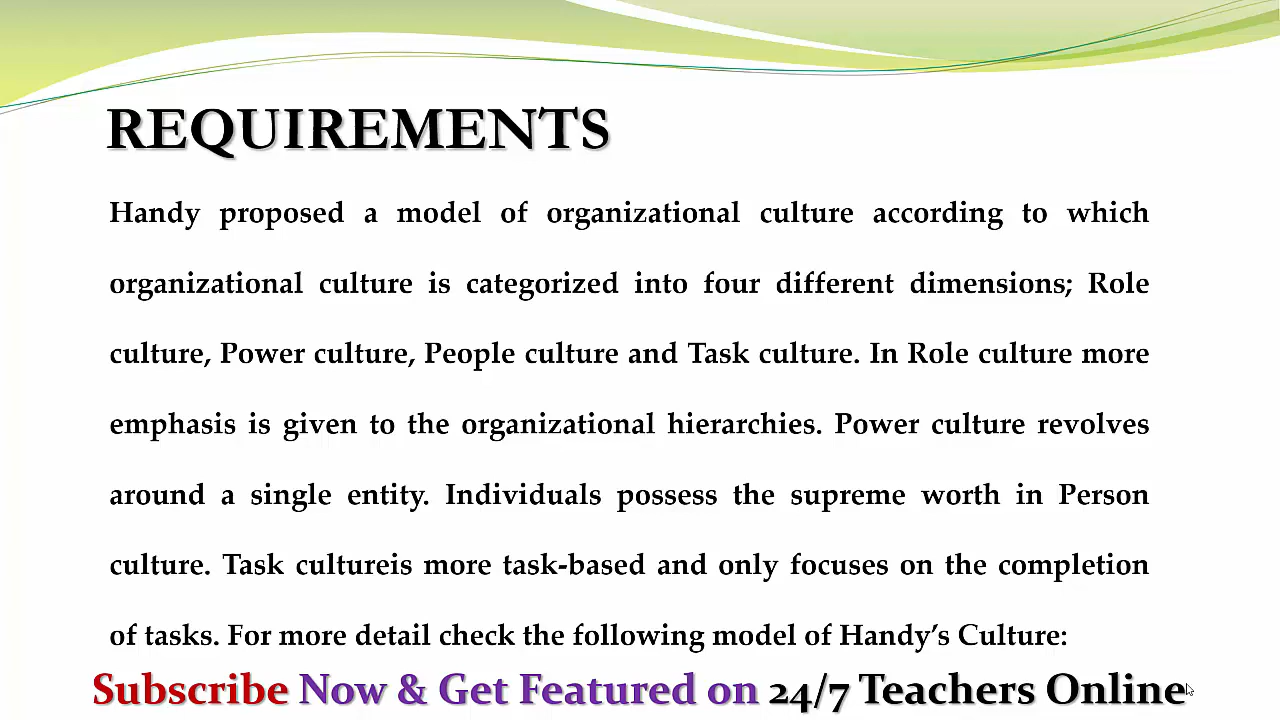 REQUIREMENTS
Handy proposed a model of organizational culture according to which
organizational culture is categorized into four different dimensions; Role
culture, Power culture, People culture and Task culture. In Role culture more
emphasis is given to the organizational hierarchies. Power culture revolves
around a single entity. Individuals possess the supreme worth in Person
culture. Task cultureis more task-based and only focuses on the completion
of tasks. For more detail check the following model of Handy’s Culture:
Subscribe Now & Get Featured on 24/7 Teachers Online